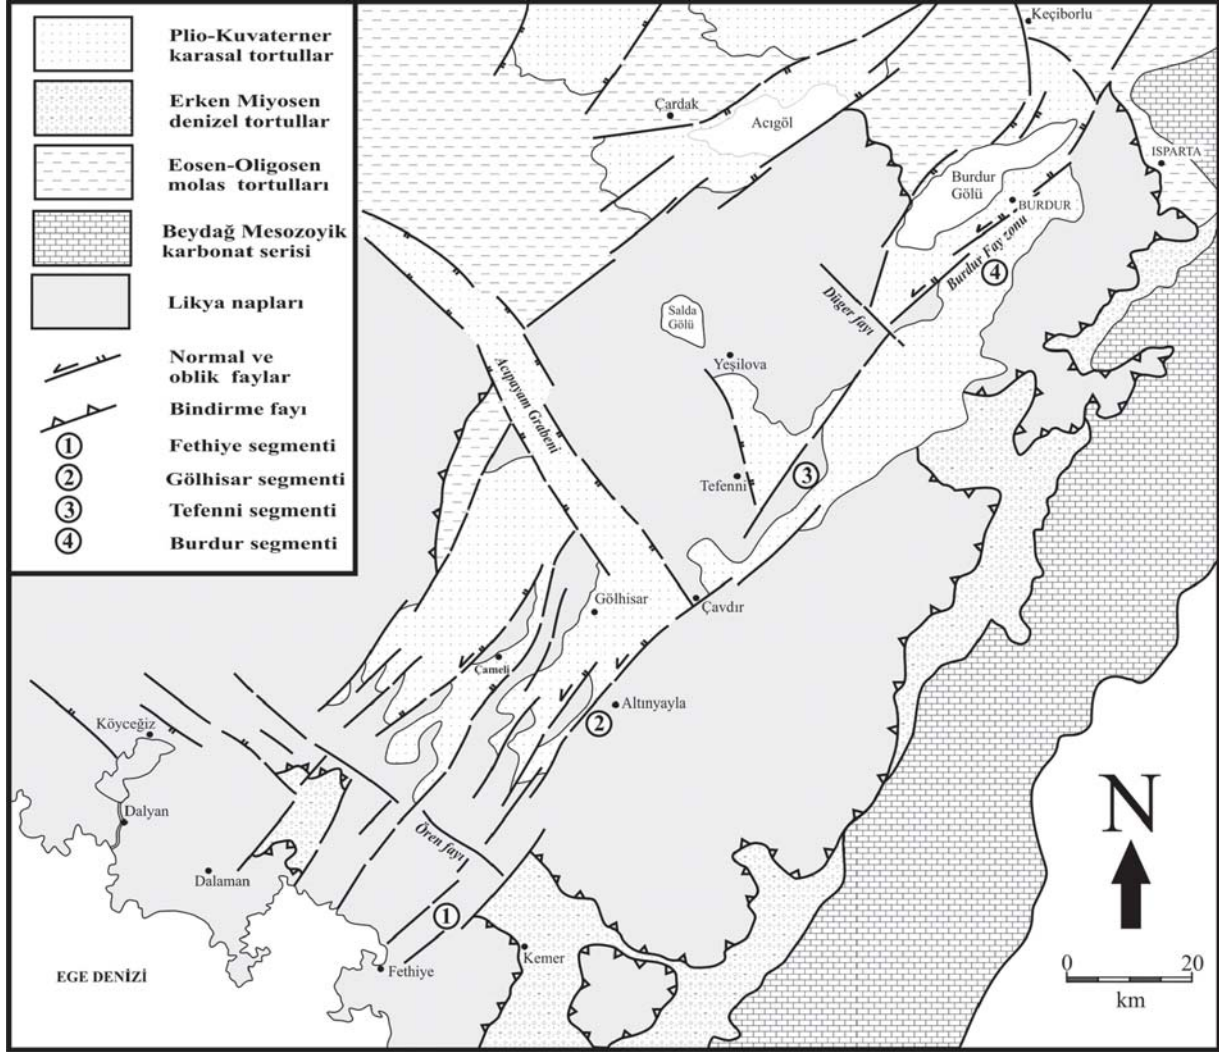 Plio-Kuvaterner
karasal tortullar
Erken Miyosen
denizel tortullar
Eosen-Oligosen
molas tortulları
Beydağ Mesozoyik
karbonat serisi
Likya napları
Normal ve
oblik faylar
Bindirme fayı
1 Fethiye segmenti
2 Gölhisar segmenti
3 Tefenni segmenti
4 Burdur segmenti
Keçiborlu
Çardak
Acıgöl
ISPARTA
Burdur
Gölü
BURDUR
Burdur Fay zonu
4
Düger fayı
Salda
Gölü
Yeşilova
Acıpayam Grabeni
Tefenni
3
Gölhisar
Çavdır
Çameli
Altınyayla
2
Köyceğiz
Dalyan
Ören fayı
Dalaman
1
Kemer
Fethiye
EGE DENİZİ
N
0 20
km